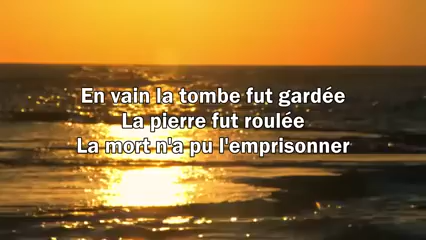 En vain la tombe fut gardée
La pierre fut roulée
La mort n'a pu l'emprisonner